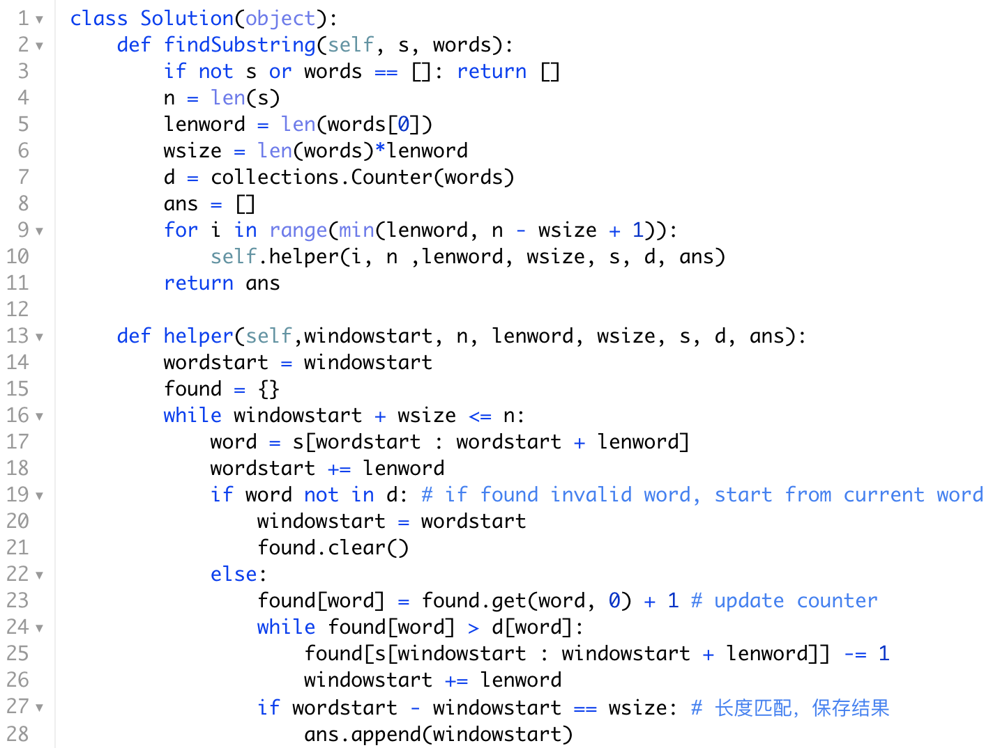 1 class Solution(object):
2     def findSubstring(self, s, words):
3         if not s or words == []: return []
4         n = len(s)
5         lenword = len(words[0])
6         wsize = len(words)*lenword
7         d = collections.Counter(words)
8         ans = []
9         for i in range(min(lenword, n - wsize + 1)):
10             self.helper(i, n ,lenword, wsize, s, d, ans)
11         return ans
12
13     def helper(self,windowstart, n, lenword, wsize, s, d, ans):
14         wordstart = windowstart
15         found = {}
16         while windowstart + wsize <= n:
17             word = s[wordstart : wordstart + lenword]
18             wordstart += lenword
19             if word not in d: # if found invalid word, start from current word
20                 windowstart = wordstart
21                 found.clear()
22             else:
23                 found[word] = found.get(word, 0) + 1 # update counter
24                 while found[word] > d[word]:
25                     found[s[windowstart : windowstart + lenword]] -= 1
26                     windowstart += lenword
27                 if wordstart - windowstart == wsize: # 长度匹配，保存结果
28                     ans.append(windowstart)